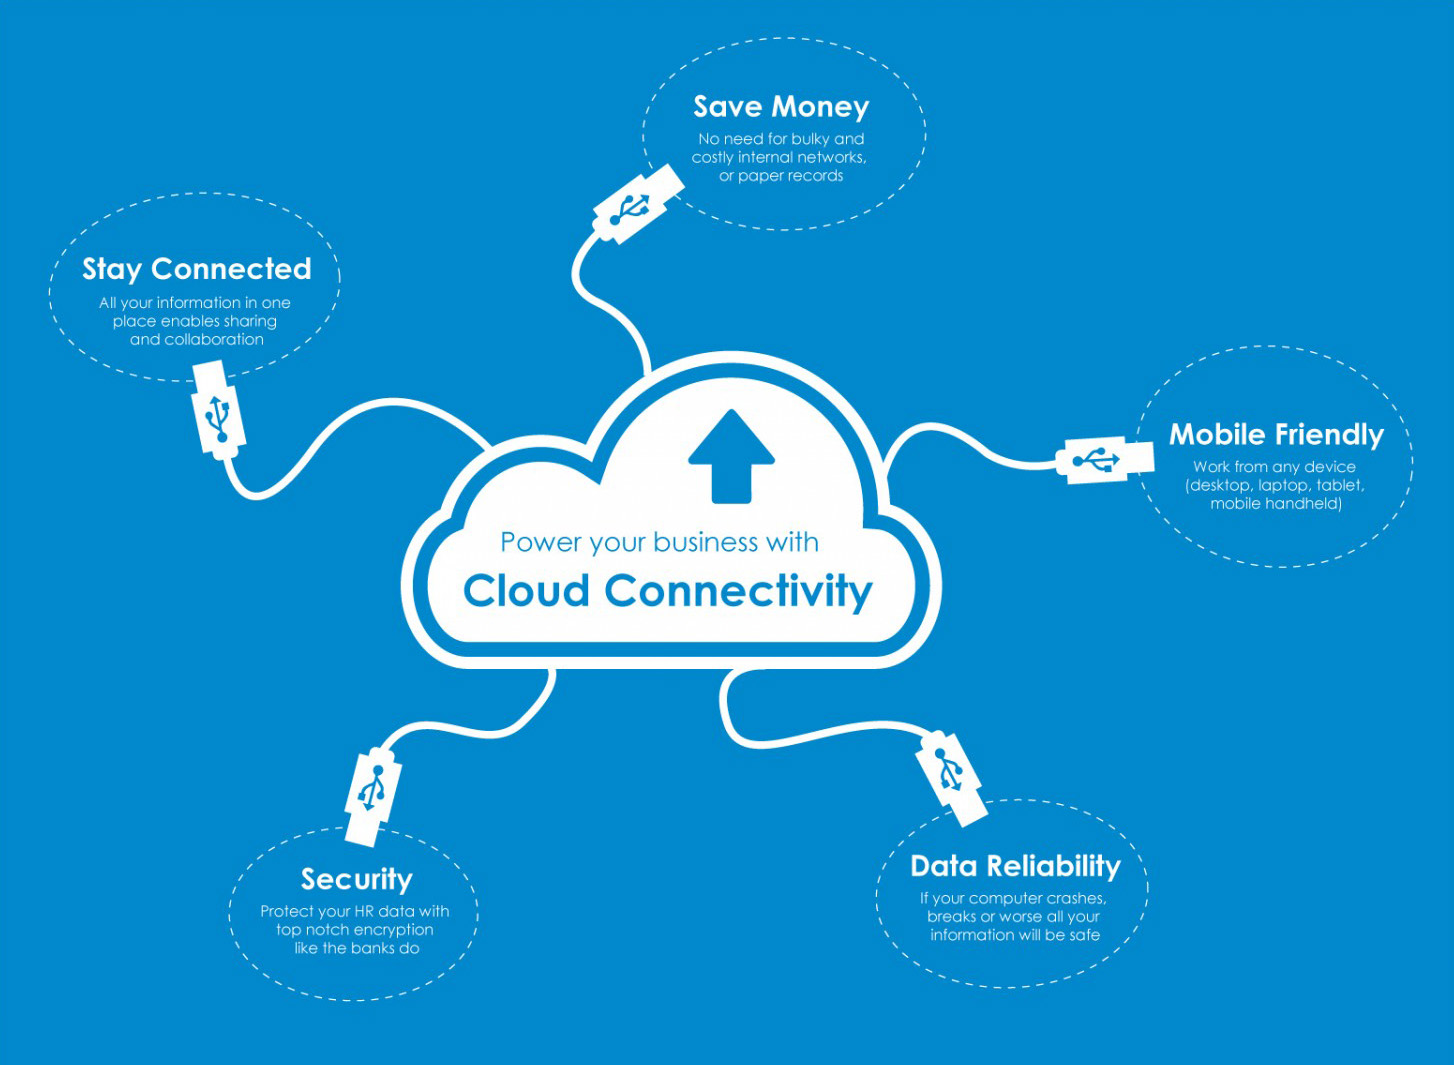 Save Money
No need for bulky and
costly internal networks,
or paper records
Stay Connected
All your information in one
place enables sharing
and collaboration
Mobile Friendly
Work from any device
(desktop, laptop, tablet,
mobile handheld)
Power your business with
Cloud Connectivity
Security
Protect your HR data with
top notch encryption
like the banks do
Data Reliability
If your computer crashes,
breaks or worse all your
information will be safe